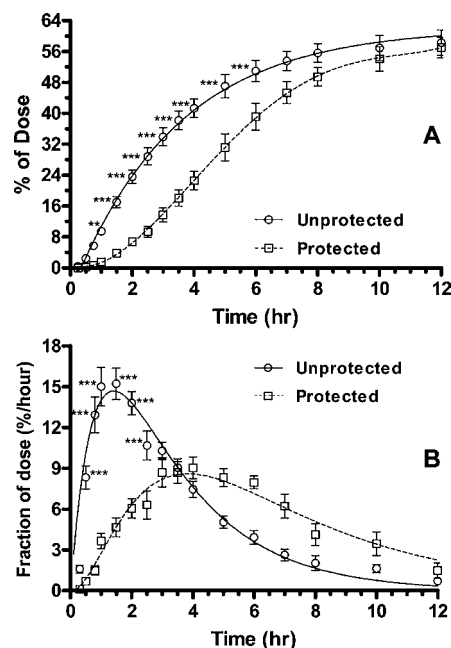 64
56
48
40
32
24
16
8
0
% of Dose
**
***
***
***
***
***
***
***
***
A
Unprotected
Protected
0 2 4 6 8 10 12
Time (hr)
18
15
12
9
6
3
0
Fraction of dose (%/hour)
Unprotected
Protected
B
***
***
***
***
***
***
0 2 4 6 8 10 12
Time (hr)